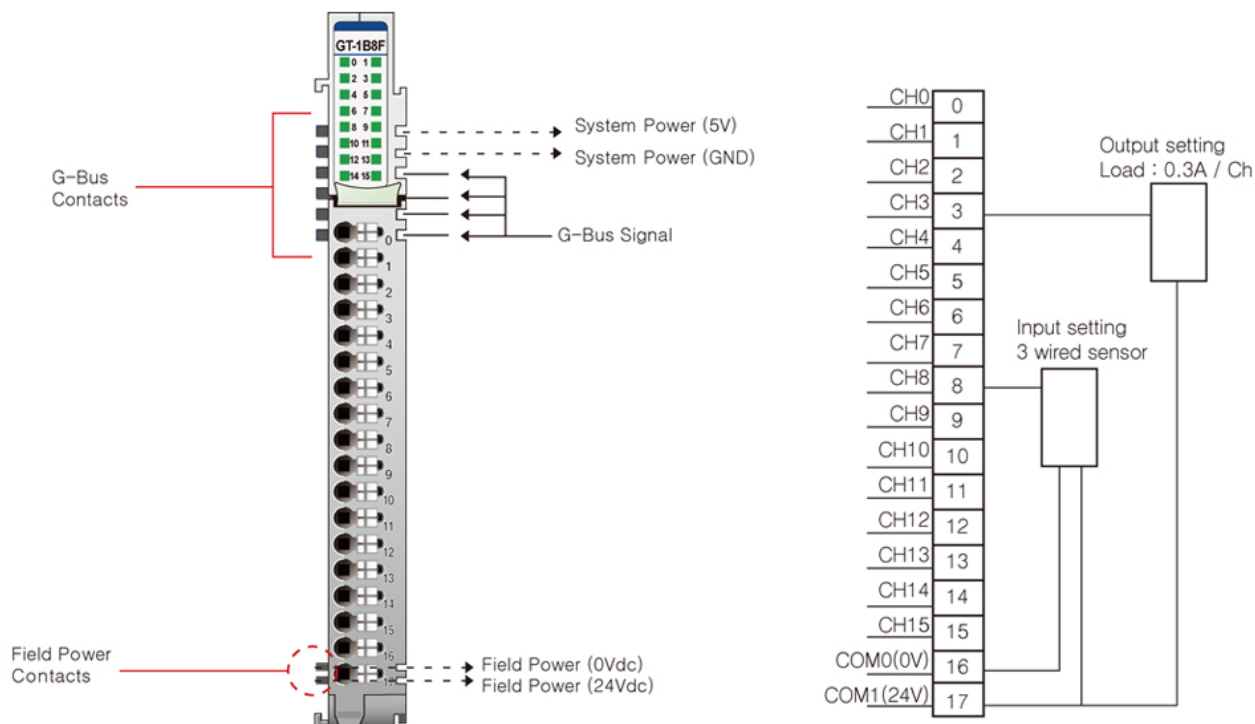 GT-1B8F
0 1
2 3
4 5
6 7
8 9
10 11
12 13
14 15
G-Bus
Contacts
System Power (5V)
System Power (GND)
G-Bus Signal
0
1
2
3
4
5
6
7
8
9
10
11
12
13
14
15
16
17
Field Power
Contacts
Field Power (0Vdc)
Field Power (24Vdc)
CH0 0
CH1 1
CH2 2
CH3 3
CH4 4
CH5 5
CH6 6
CH7 7
CH8 8
CH9 9
CH10 10
CH11 11
CH12 12
CH13 13
CH14 14
CH15 15
COM0(0V) 16
COM1(24V) 17
Output setting
Load : 0.3A / Ch
Input setting
3 wired sensor